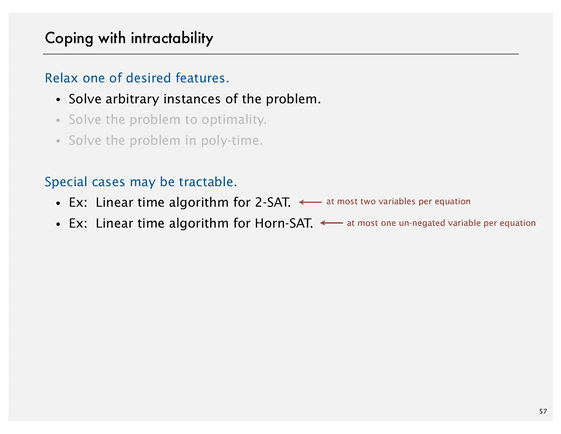 Coping with intractability
Relax one of desired features.
• Solve arbitrary instances of the problem.
• Solve the problem to optimality.
• Solve the problem in poly-time.
Special cases may be tractable.
• Ex: Linear time algorithm for 2-SAT. ← at most two variables per equation
• Ex: Linear time algorithm for Horn-SAT. ← at most one un-negated variable per equation
57